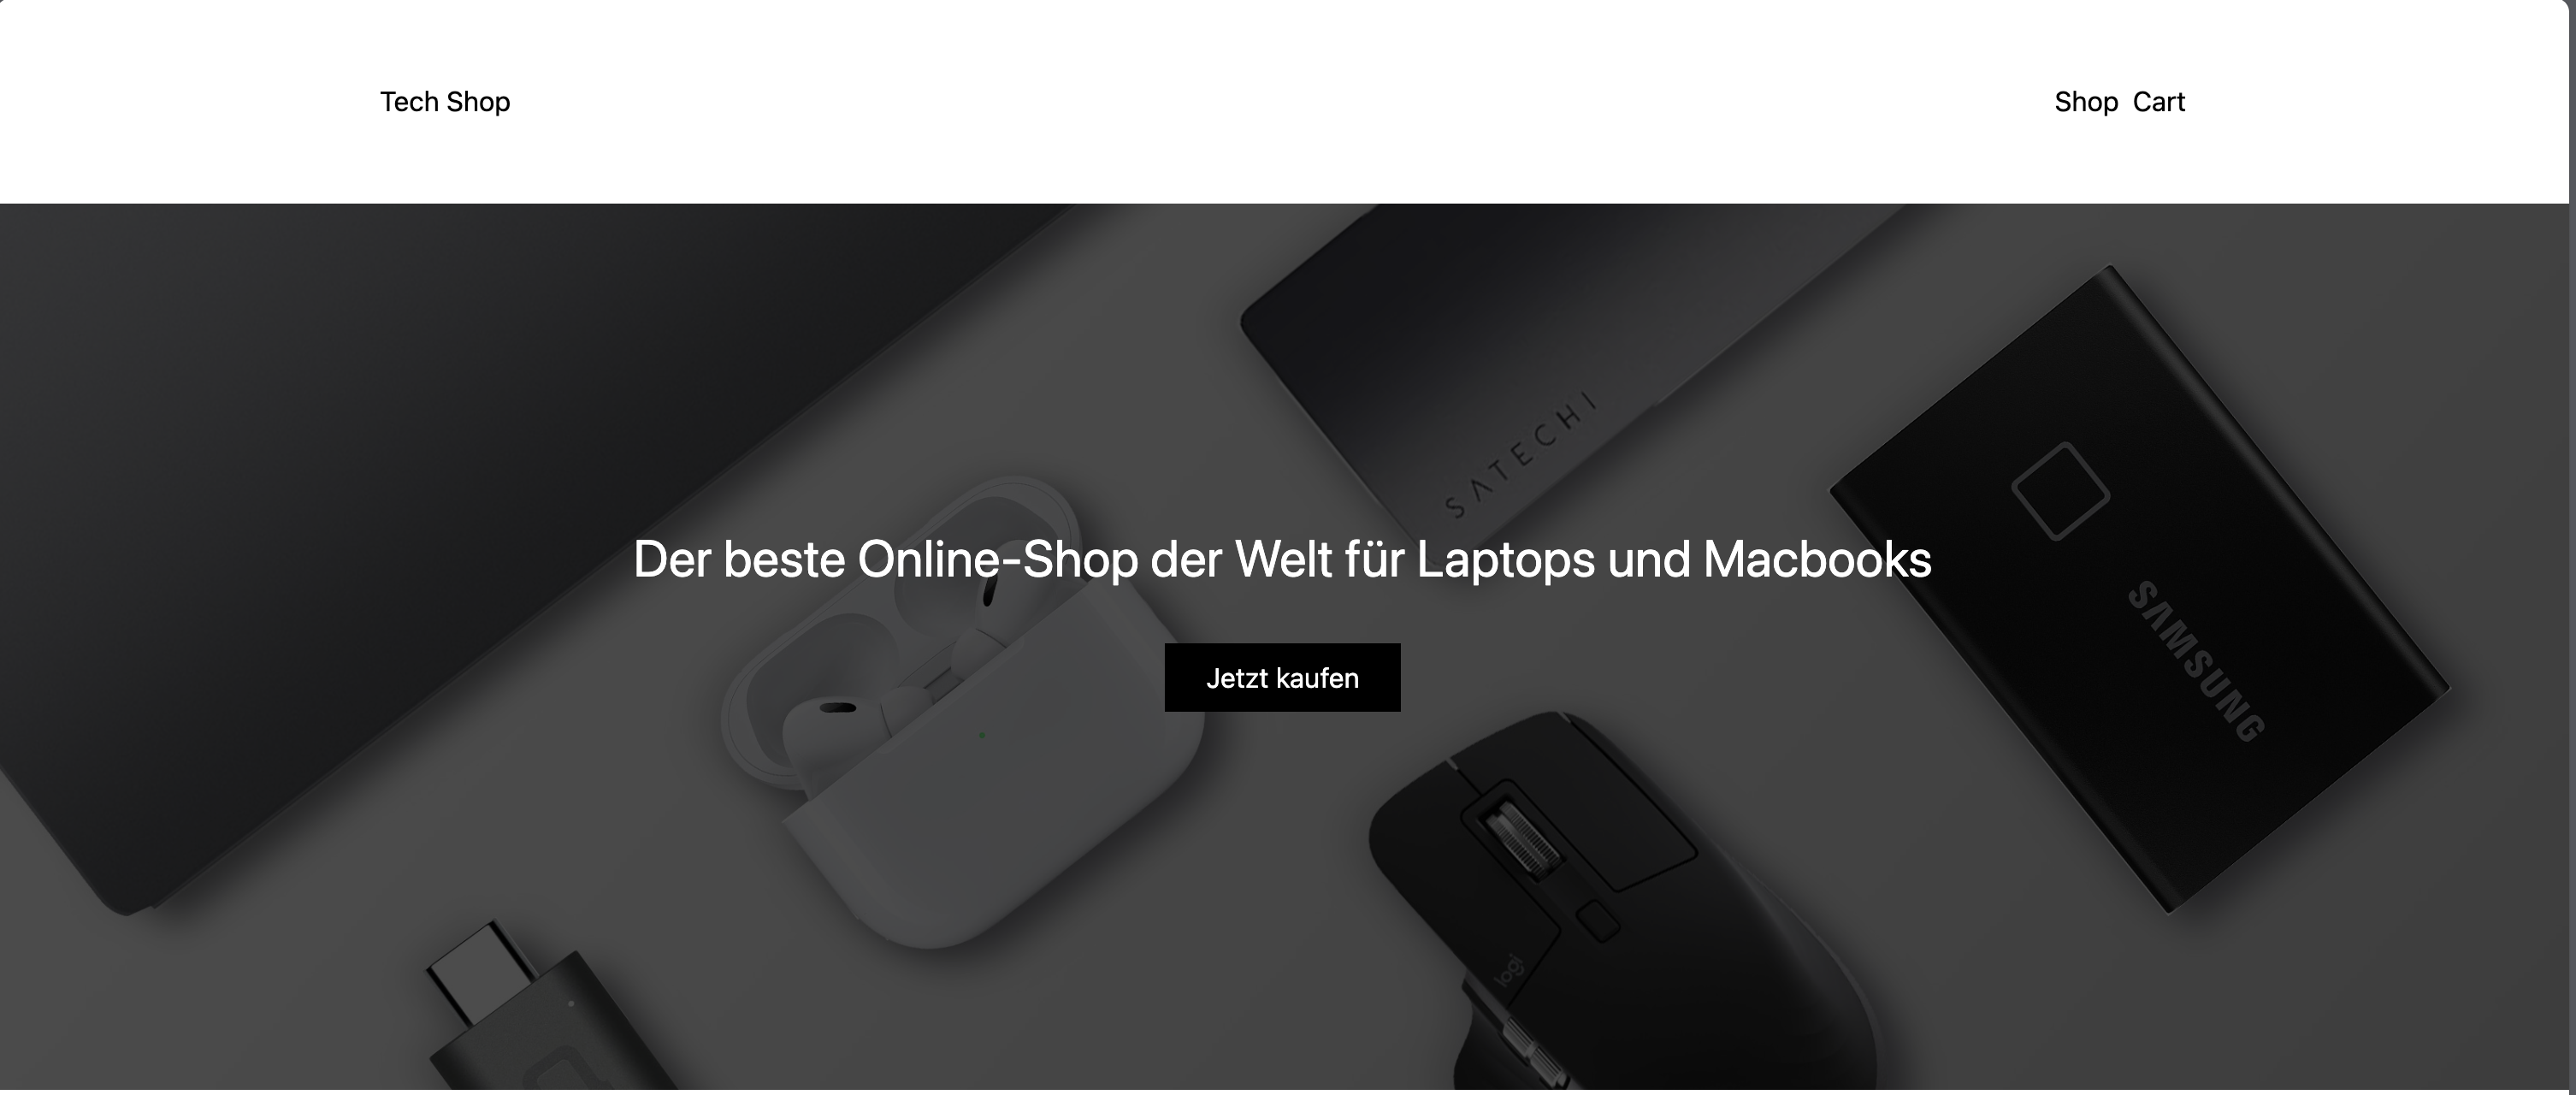 Tech Shop
Shop Cart
SATECHI
Der beste Online-Shop der Welt für Laptops und Macbooks
SAMSUNG
Jetzt kaufen
logi